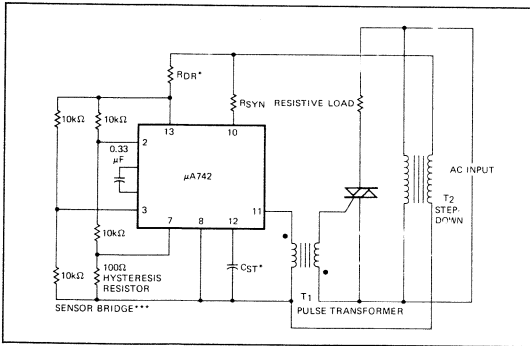 RDR*
RSYN
RESISTIVE LOAD
10kΩ
10kΩ
13
10
2
0.33
μF
μA742
AC INPUT
T2
STEP-
DOWN
3
11
7
8
12
10kΩ
10kΩ
100Ω
HYSTERESIS
RESISTOR
CST*
T1
SENSOR BRIDGE***
PULSE TRANSFORMER